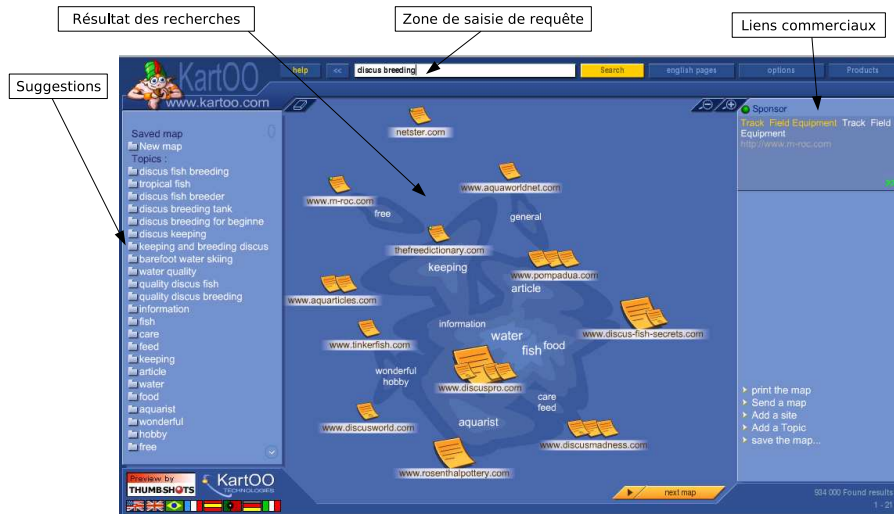 Résultat des recherches
Zone de saisie de requête
Liens commerciaux
Suggestions
KartOO
www.kartoo.com
help
<<
discus breeding
Search
english pages
options
Products
Saved map
New map
Topics :
discus fish breeding
tropical fish
discus fish breeder
discus breeding tank
discus breeding for beginne
discus keeping
keeping and breeding discus
barefoot water skiing
water quality
quality discus fish
quality discus breeding
information
fish
care
feed
keeping
article
water
food
aquarist
wonderful
hobby
free
netster.com
www.aquaworldnet.com
www.m-roc.com
free
general
thefreedictionary.com
keeping
www.pompadua.com
article
www.aquarticles.com
information
www.discus-fish-secrets.com
www.tinkerfish.com
water
fish
food
wonderful
hobby
www.discuspro.com
care
feed
www.discusworld.com
aquarist
www.discusmadness.com
www.rosenthalpottery.com
Sponsor
Track Field Equipment Track Field
Equipment
http://www.m-roc.com
print the map
Send a map
Add a site
Add a Topic
save the map...
Preview by
THUMBSHOTS
KartOO
TECHNOLOGIES
next map
934 000 Found results
1 - 21